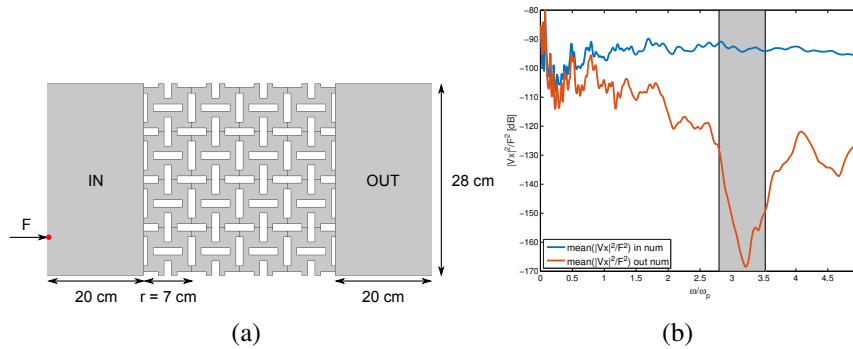 IN
OUT
28 cm
F
20 cm
r = 7 cm
20 cm
(a)
-80
-90
-100
-110
-120
-130
-140
-150
-160
-170
|Vx|²/F² [dB]
0
0.5
1
1.5
2
2.5
3
3.5
4
4.5
ω/ωp
mean(|Vx|²/F²) in num
mean(|Vx|²/F²) out num
(b)